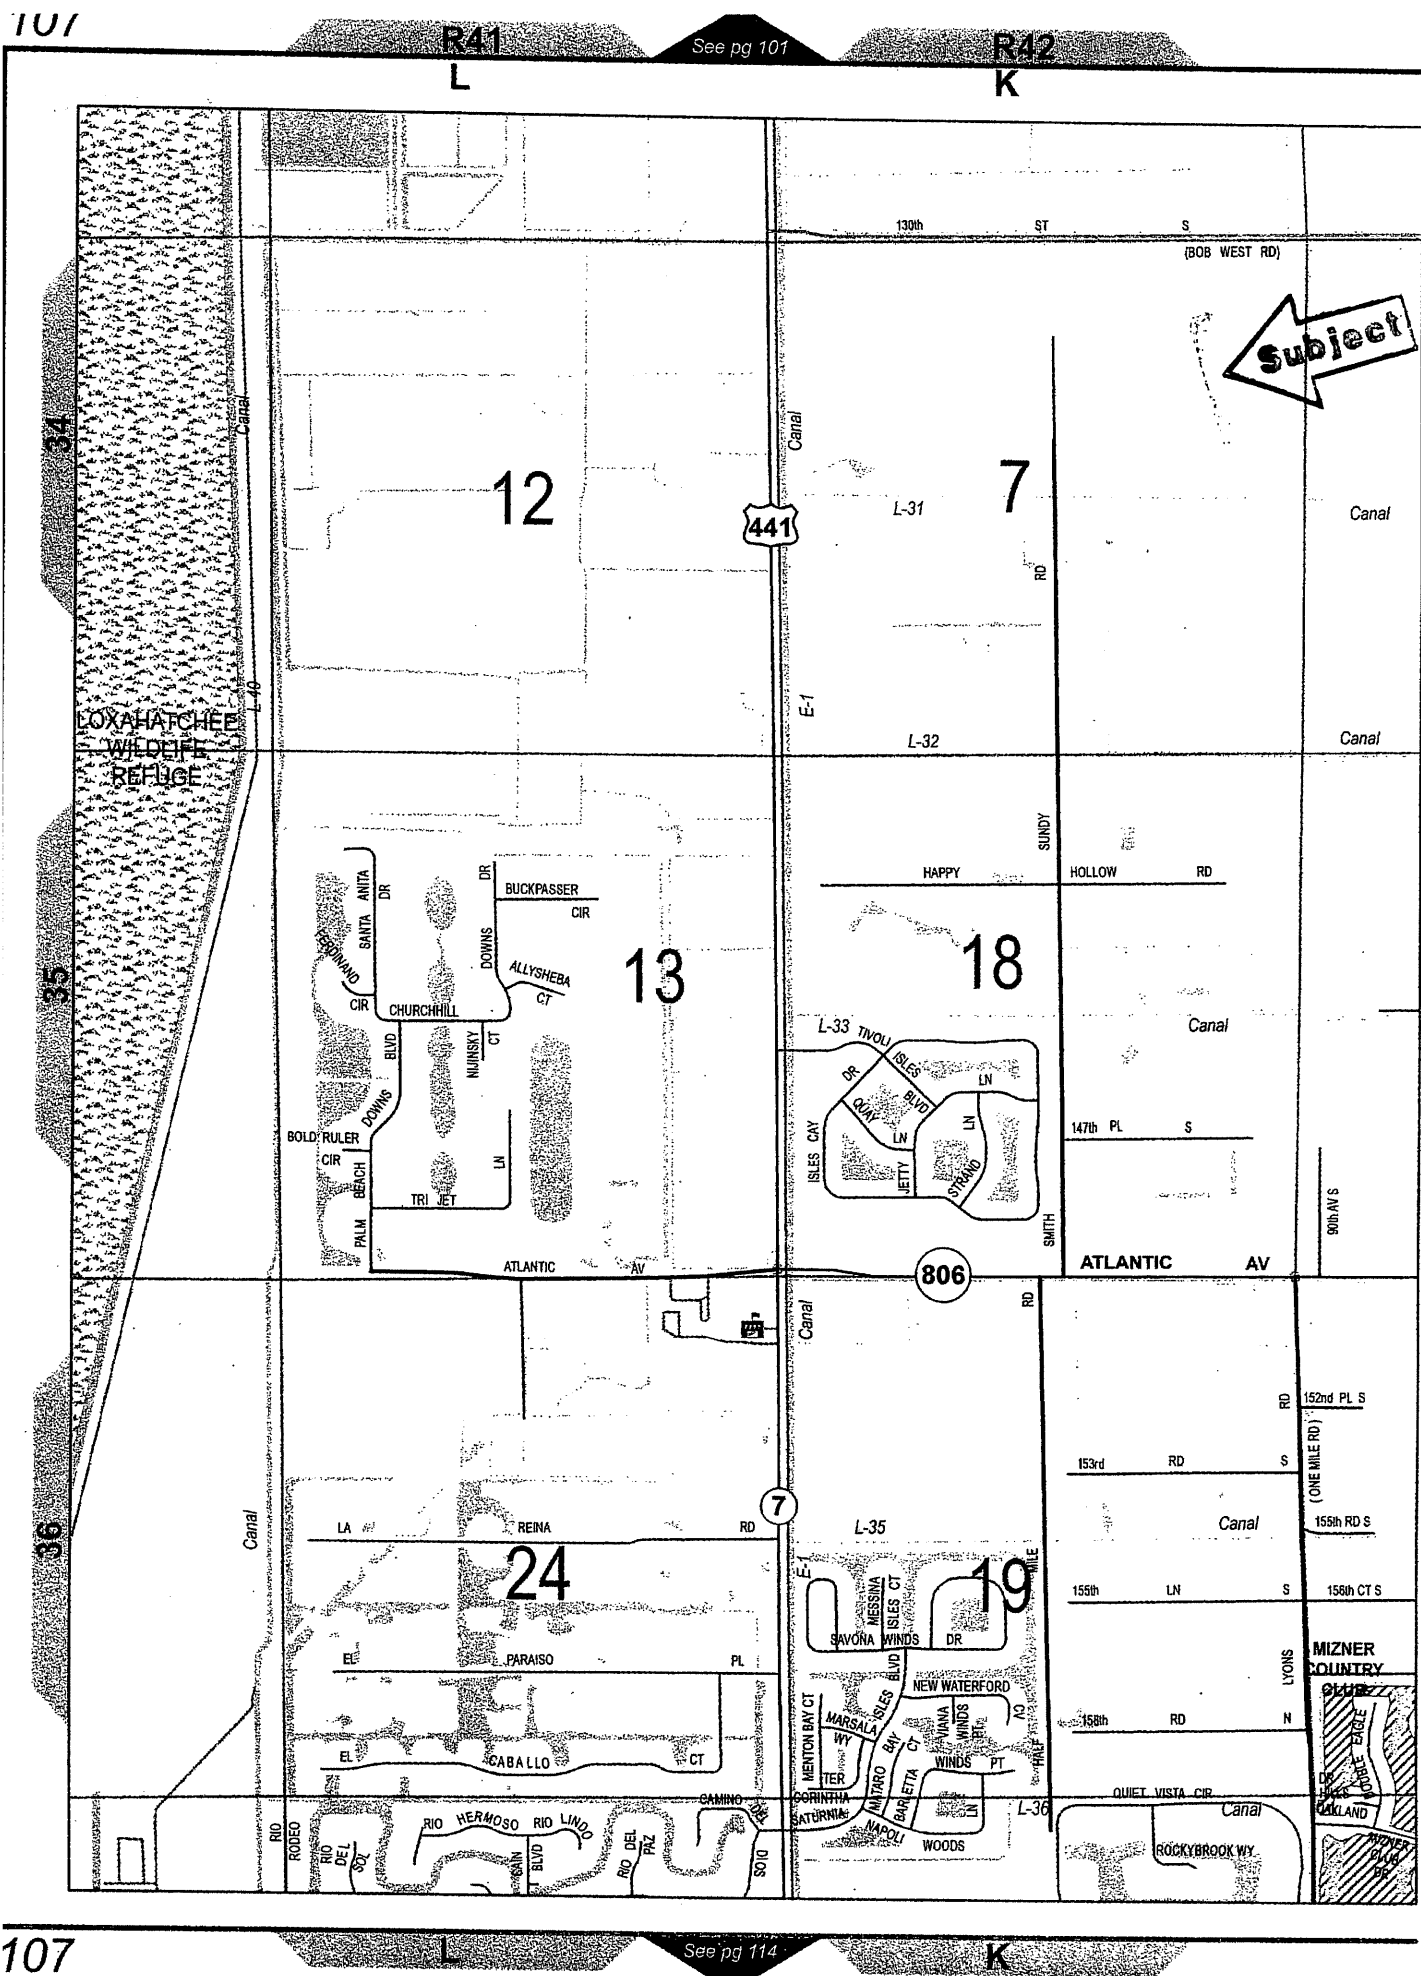 107
R41
See pg 101
R42
L
K
130th ST S
(BOB WEST RD)
Subject
34
Canal
Canal
12
7
441
L-31
Canal
RD
L-40
E-1
LOXAHATCHEE
WILDLIFE
REFUGE
L-32
Canal
SUNDY
HAPPY HOLLOW RD
SANTA ANITA
DR
DR
BUCKPASSER
CIR
DOWNS
FERDINAND
CIR
ALLYSHEBA
CT
13
18
35
CHURCHHILL
BLVD
NIJINSKY
CT
L-33
TIVOLI ISLES
BLVD
DR
LN
QUAY
LN
LN
Canal
DOWNS
BOLD RULER
CIR
BEACH
PALM
TRI JET
LN
ISLES CAY
JETTY
STRAND
147th PL S
90th AV S
SMITH
ATLANTIC AV
806
ATLANTIC AV
Canal
RD
RD
152nd PL S
(ONE MILE RD)
153rd RD S
7
36
Canal
LA REINA RD
L-35
Canal
155th RD S
24
E-1
19
MILE
MESSINA
ISLES CT
155th LN S
156th CT S
SAVONA WINDS DR
EL PARAISO PL
BLVD
LYONS
MIZNER
COUNTRY
CLUB
NEW WATERFORD
CV
MENTON BAY CT
MARSALA
WY
ISLES
VIANA
WINDS
PT
158th RD N
DOUBLE EAGLE
EL CABALLO CT
BAY CT
WINDS PT
HALF
TER
MATARO
BARLETTA
LN
CORINTHA
SATURNIA
NAPOLI
WOODS
L-36
QUIET VISTA CIR
Canal
OAKLAND
CAMINO DEL
RIO
RODEO
RIO
DEL
SOL
RIO HERMOSO
RIO LINDO
CAIN
BLVD
RIO DEL
PAZ
DIOS
ROCKYBROOK WY
MIZNER
CLUB
DR
107
L
See pg 114
K